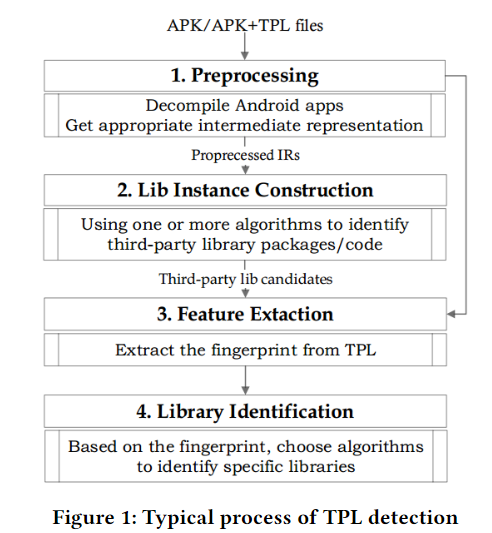 APK/APK+TPL files
1. Preprocessing
Decompile Android apps
Get appropriate intermediate representation
Proprecessed IRs
2. Lib Instance Construction
Using one or more algorithms to identify
third-party library packages/code
Third-party lib candidates
3. Feature Extaction
Extract the fingerprint from TPL
4. Library Identification
Based on the fingerprint, choose algorithms
to identify specific libraries
Figure 1: Typical process of TPL detection